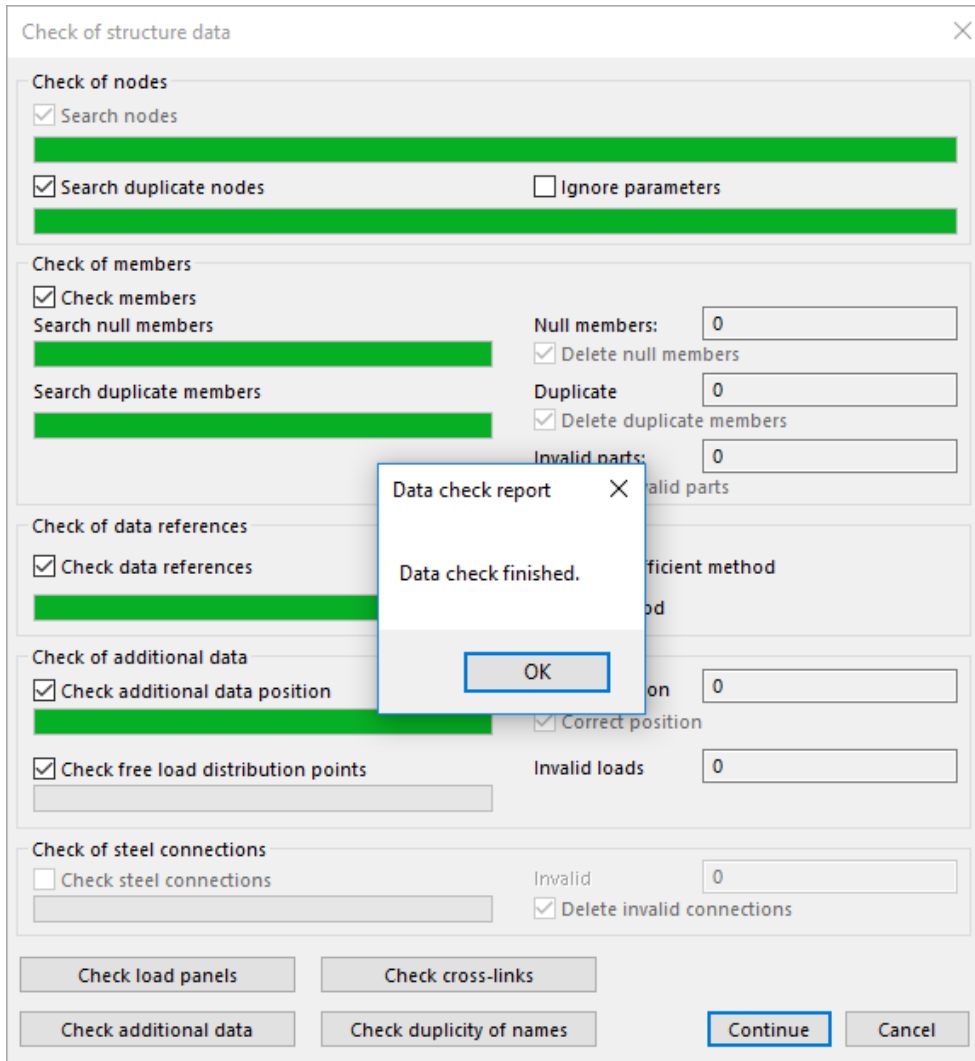 Check of structure data
Check of nodes
Search nodes
Search duplicate nodes
Ignore parameters
Check of members
Check members
Search null members
Null members:
0
Delete null members
Search duplicate members
Duplicate
0
Delete duplicate members
Invalid parts:
0
valid parts
Data check report
Data check finished.
OK
Check of data references
Check data references
fficient method
Check of additional data
Check additional data position
on
0
Correct position
Check free load distribution points
Invalid loads
0
Check of steel connections
Check steel connections
Invalid
0
Delete invalid connections
Check load panels
Check cross-links
Check additional data
Check duplicity of names
Continue
Cancel